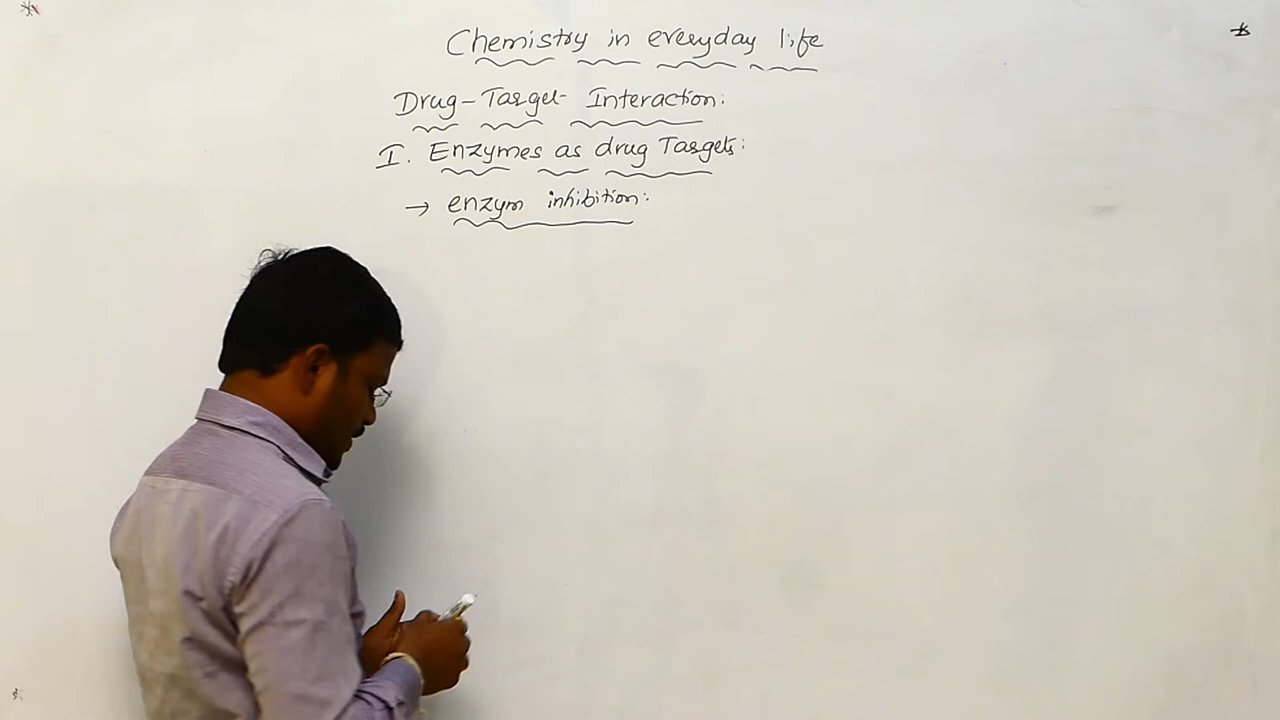 Chemistry in everyday life
Drug-Target Interaction:
I. Enzymes as drug Targets:
→ enzym inhibition: